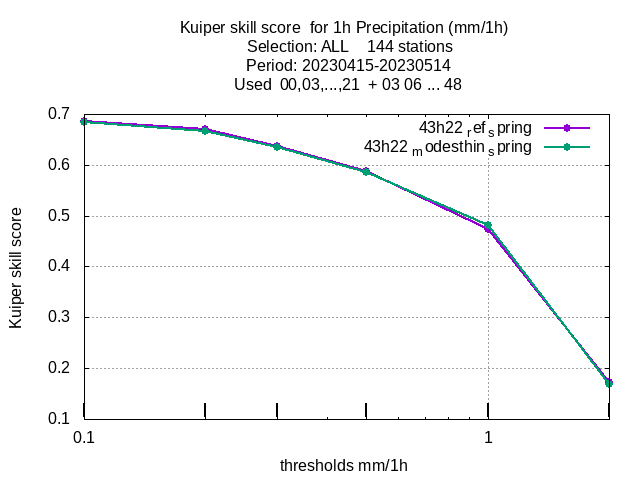 Kuiper skill score  for 1h Precipitation (mm/1h)
Selection: ALL    144 stations
Period: 20230415-20230514
Used  00,03,...,21  + 03 06 ... 48
0.7
43h22 ref spring
43h22 modesthin spring
0.6
0.5
0.4
0.3
0.2
0.1
Kuiper skill score
0.1
1
thresholds mm/1h